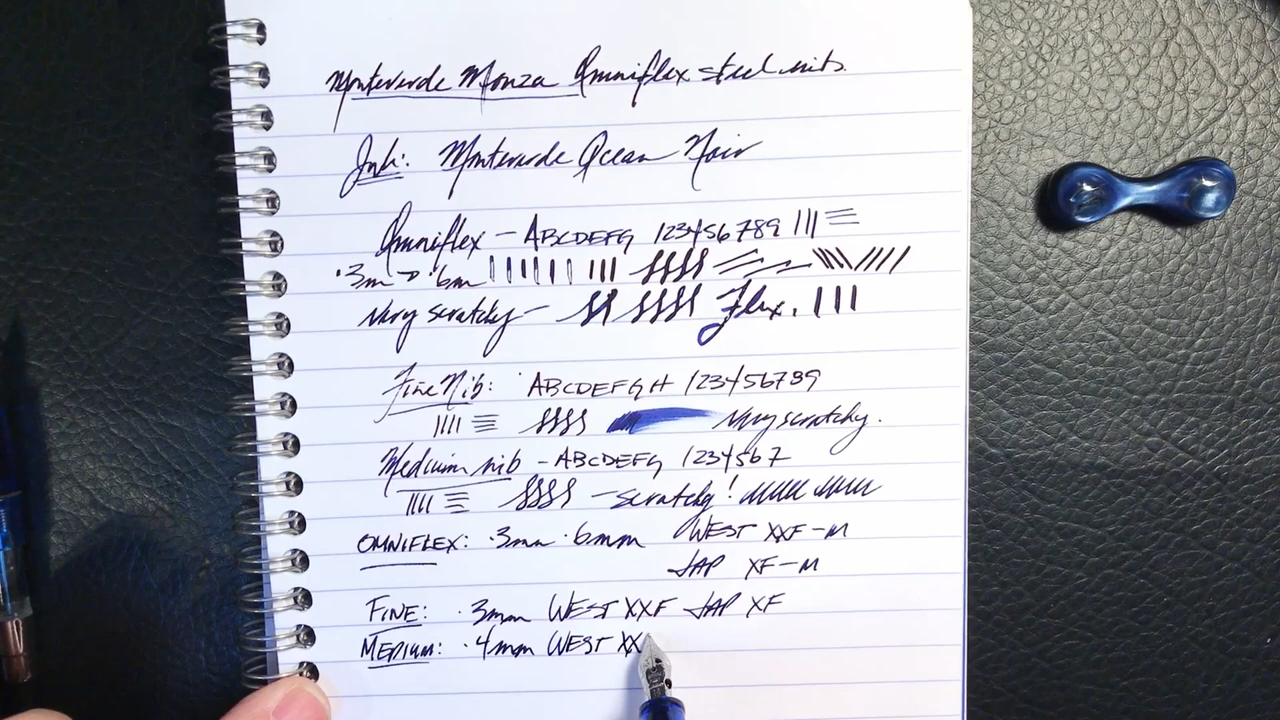 Monteverde Monza Omniflex steel nibs.
Ink: Monteverde Ocean Noir
Omniflex - ABCDEFG 123456789
.3m → .6m
Very scratchy - Flex.
Fine Nib: ABCDEFGH 123456789
Very scratchy.
Medium nib - ABCDEFG 1234567
- scratchy!
OMNIFLEX: .3mm .6mm WEST XXF-M
JAP XF-M
FINE: .3mm WEST XXF JAP XF
MEDIUM: .4mm WEST XX